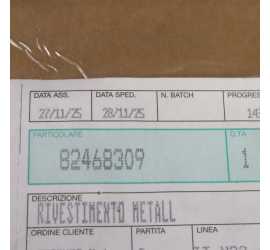 DATA ASS. DATA SPED. N. BATCH PROGRES
27/11/25 28/11/25
PARTICOLARE Q.TA
82468309 1
DESCRIZIONE
RIVESTIMENTO METALL
ORDINE CLIENTE PARTITA LINEA